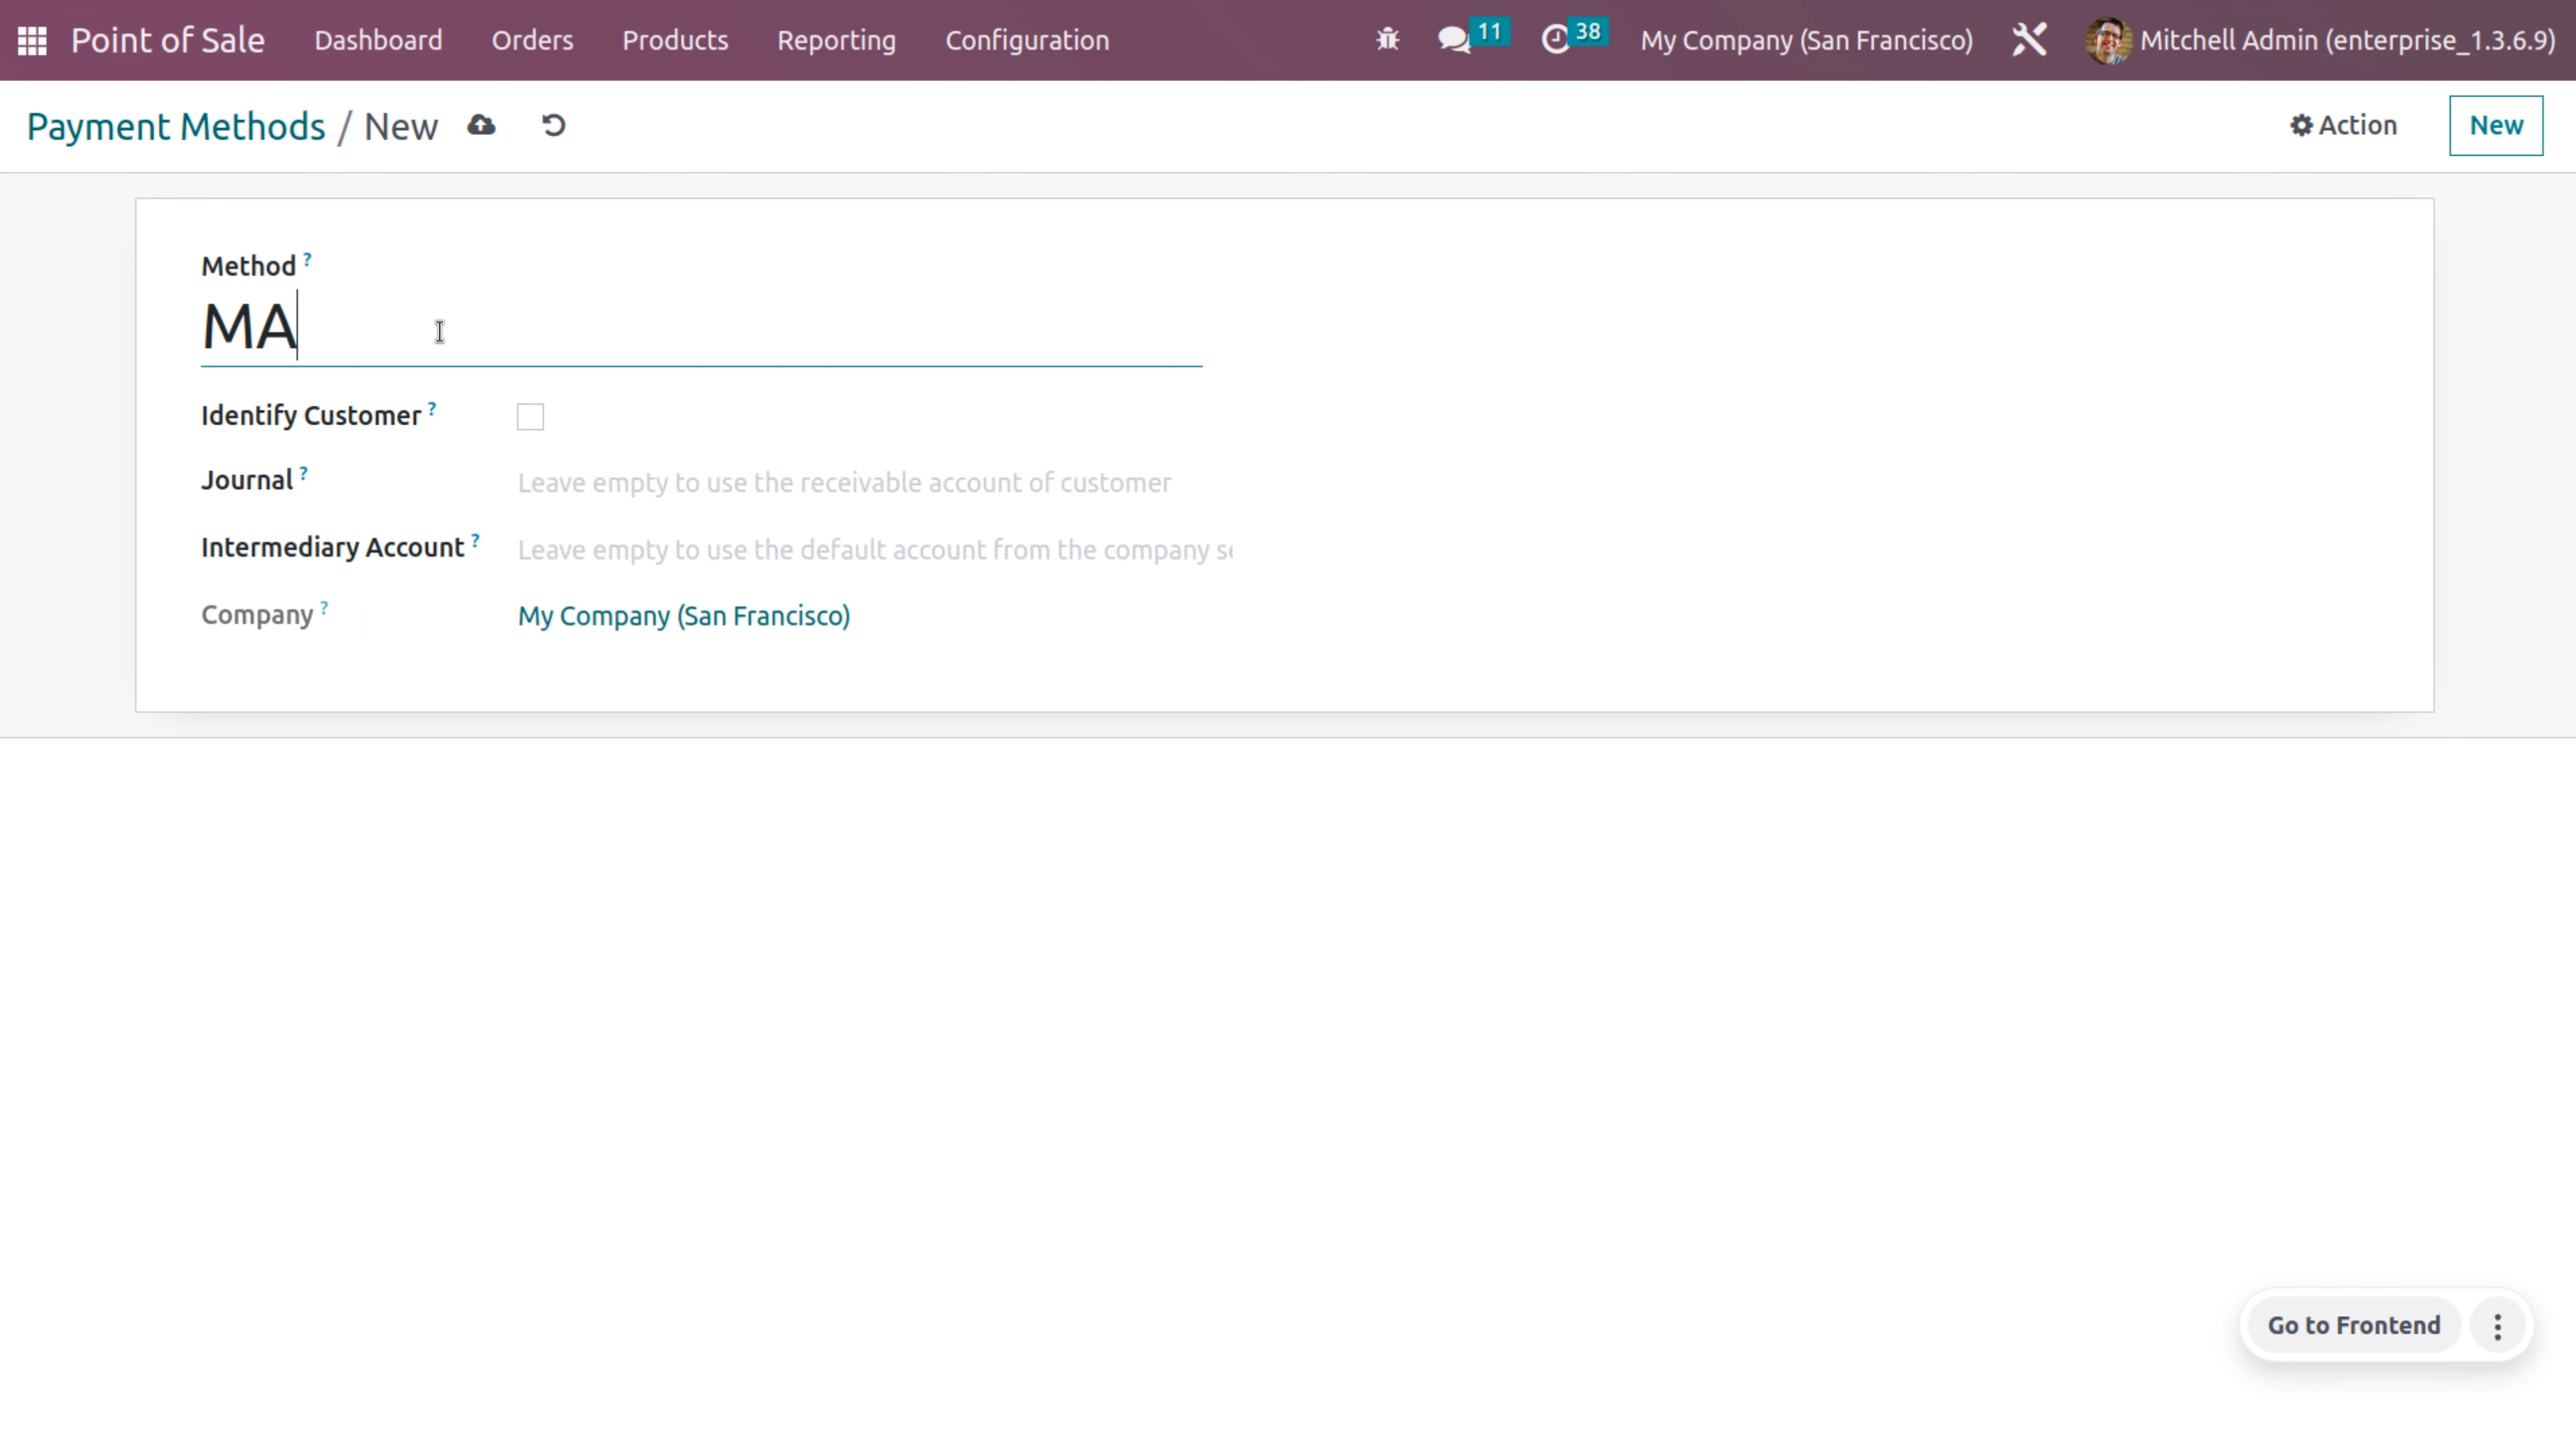 Point of Sale Dashboard Orders Products Reporting Configuration 11 38 My Company (San Francisco) Mitchell Admin (enterprise_1.3.6.9)
Payment Methods / New Action New
Method ?
MA
Identify Customer ?
Journal ? Leave empty to use the receivable account of customer
Intermediary Account ? Leave empty to use the default account from the company se
Company ? My Company (San Francisco)
Go to Frontend